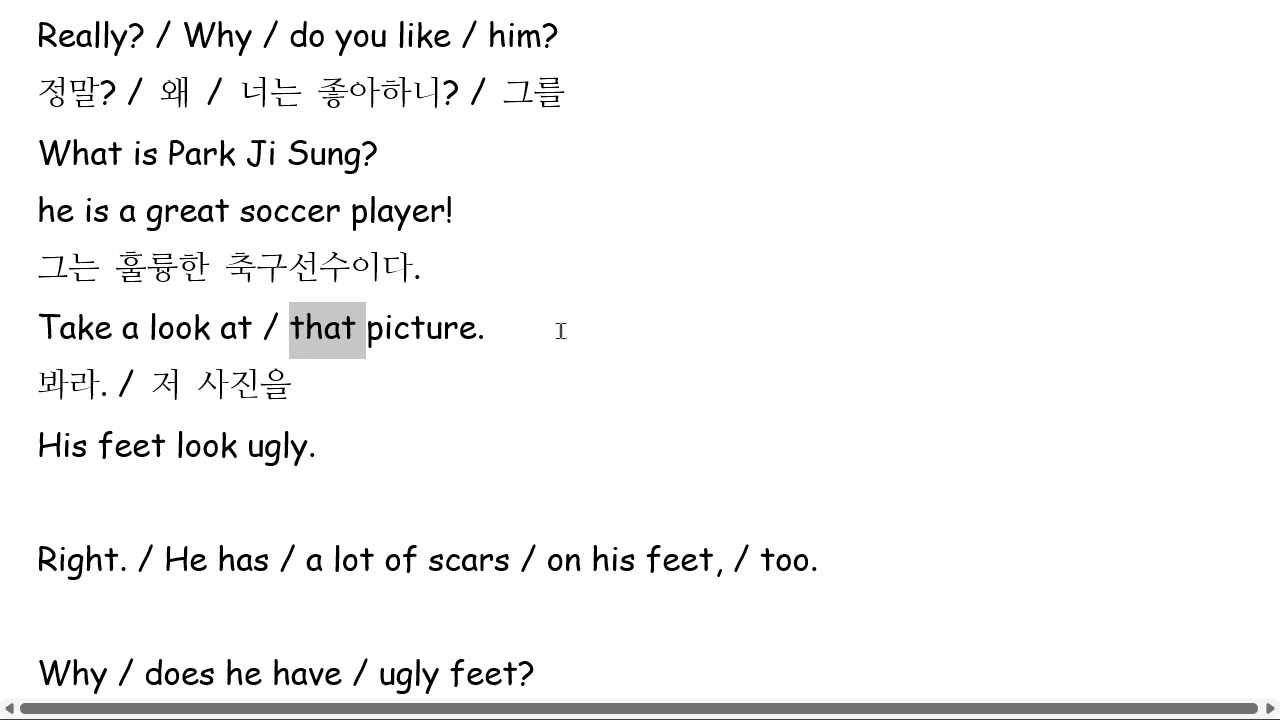 Really? / Why / do you like / him?
정말? / 왜 / 너는 좋아하니? / 그를
What is Park Ji Sung?
he is a great soccer player!
그는 훌륭한 축구선수이다.
Take a look at / that picture.
봐라. / 저 사진을
His feet look ugly.
Right. / He has / a lot of scars / on his feet, / too.
Why / does he have / ugly feet?